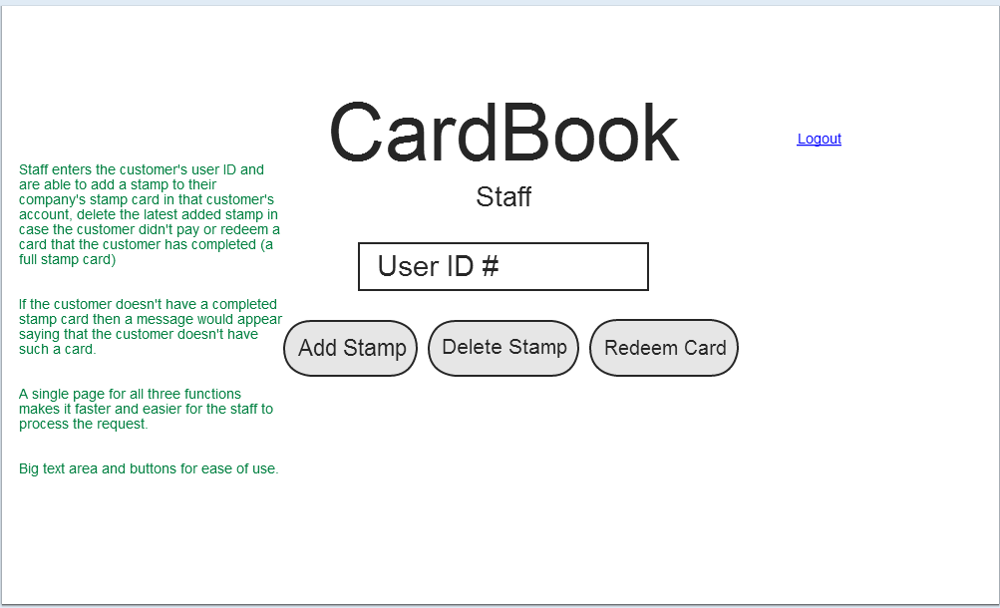 CardBook
Logout
Staff
Staff enters the customer's user ID and
are able to add a stamp to their
company's stamp card in that customer's
account, delete the latest added stamp in
case the customer didn't pay or redeem a
card that the customer has completed (a
full stamp card)
If the customer doesn't have a completed
stamp card then a message would appear
saying that the customer doesn't have
such a card.
A single page for all three functions
makes it faster and easier for the staff to
process the request.
Big text area and buttons for ease of use.
User ID #
Add Stamp
Delete Stamp
Redeem Card